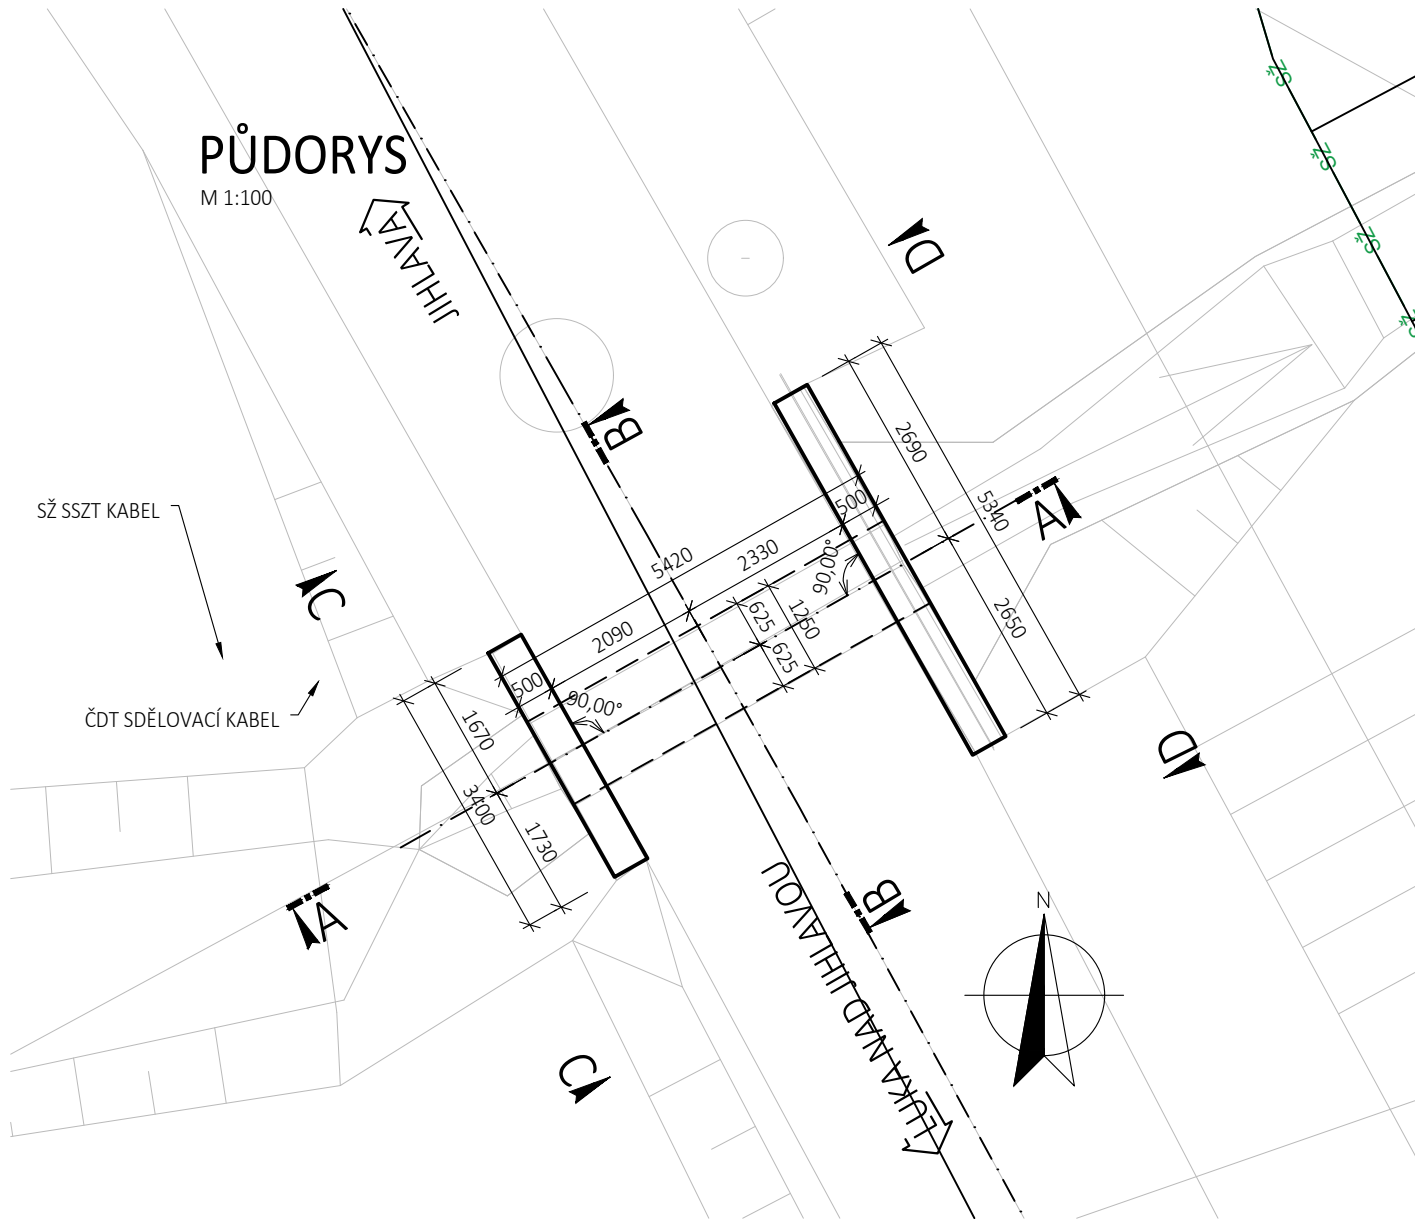 PŮDORYS
M 1:100
JIHLAVA
SŽ
SŽ
SŽ
SŽ
D
B
2690
5340
A
500
SŽ SSZT KABEL
5420
2330
90,00°
C
625
1250
2650
2090
625
500
90,00°
ČDT SDĚLOVACÍ KABEL
1670
3400
1730
D
A
B
LUKA NAD JIHLAVOU
N
C